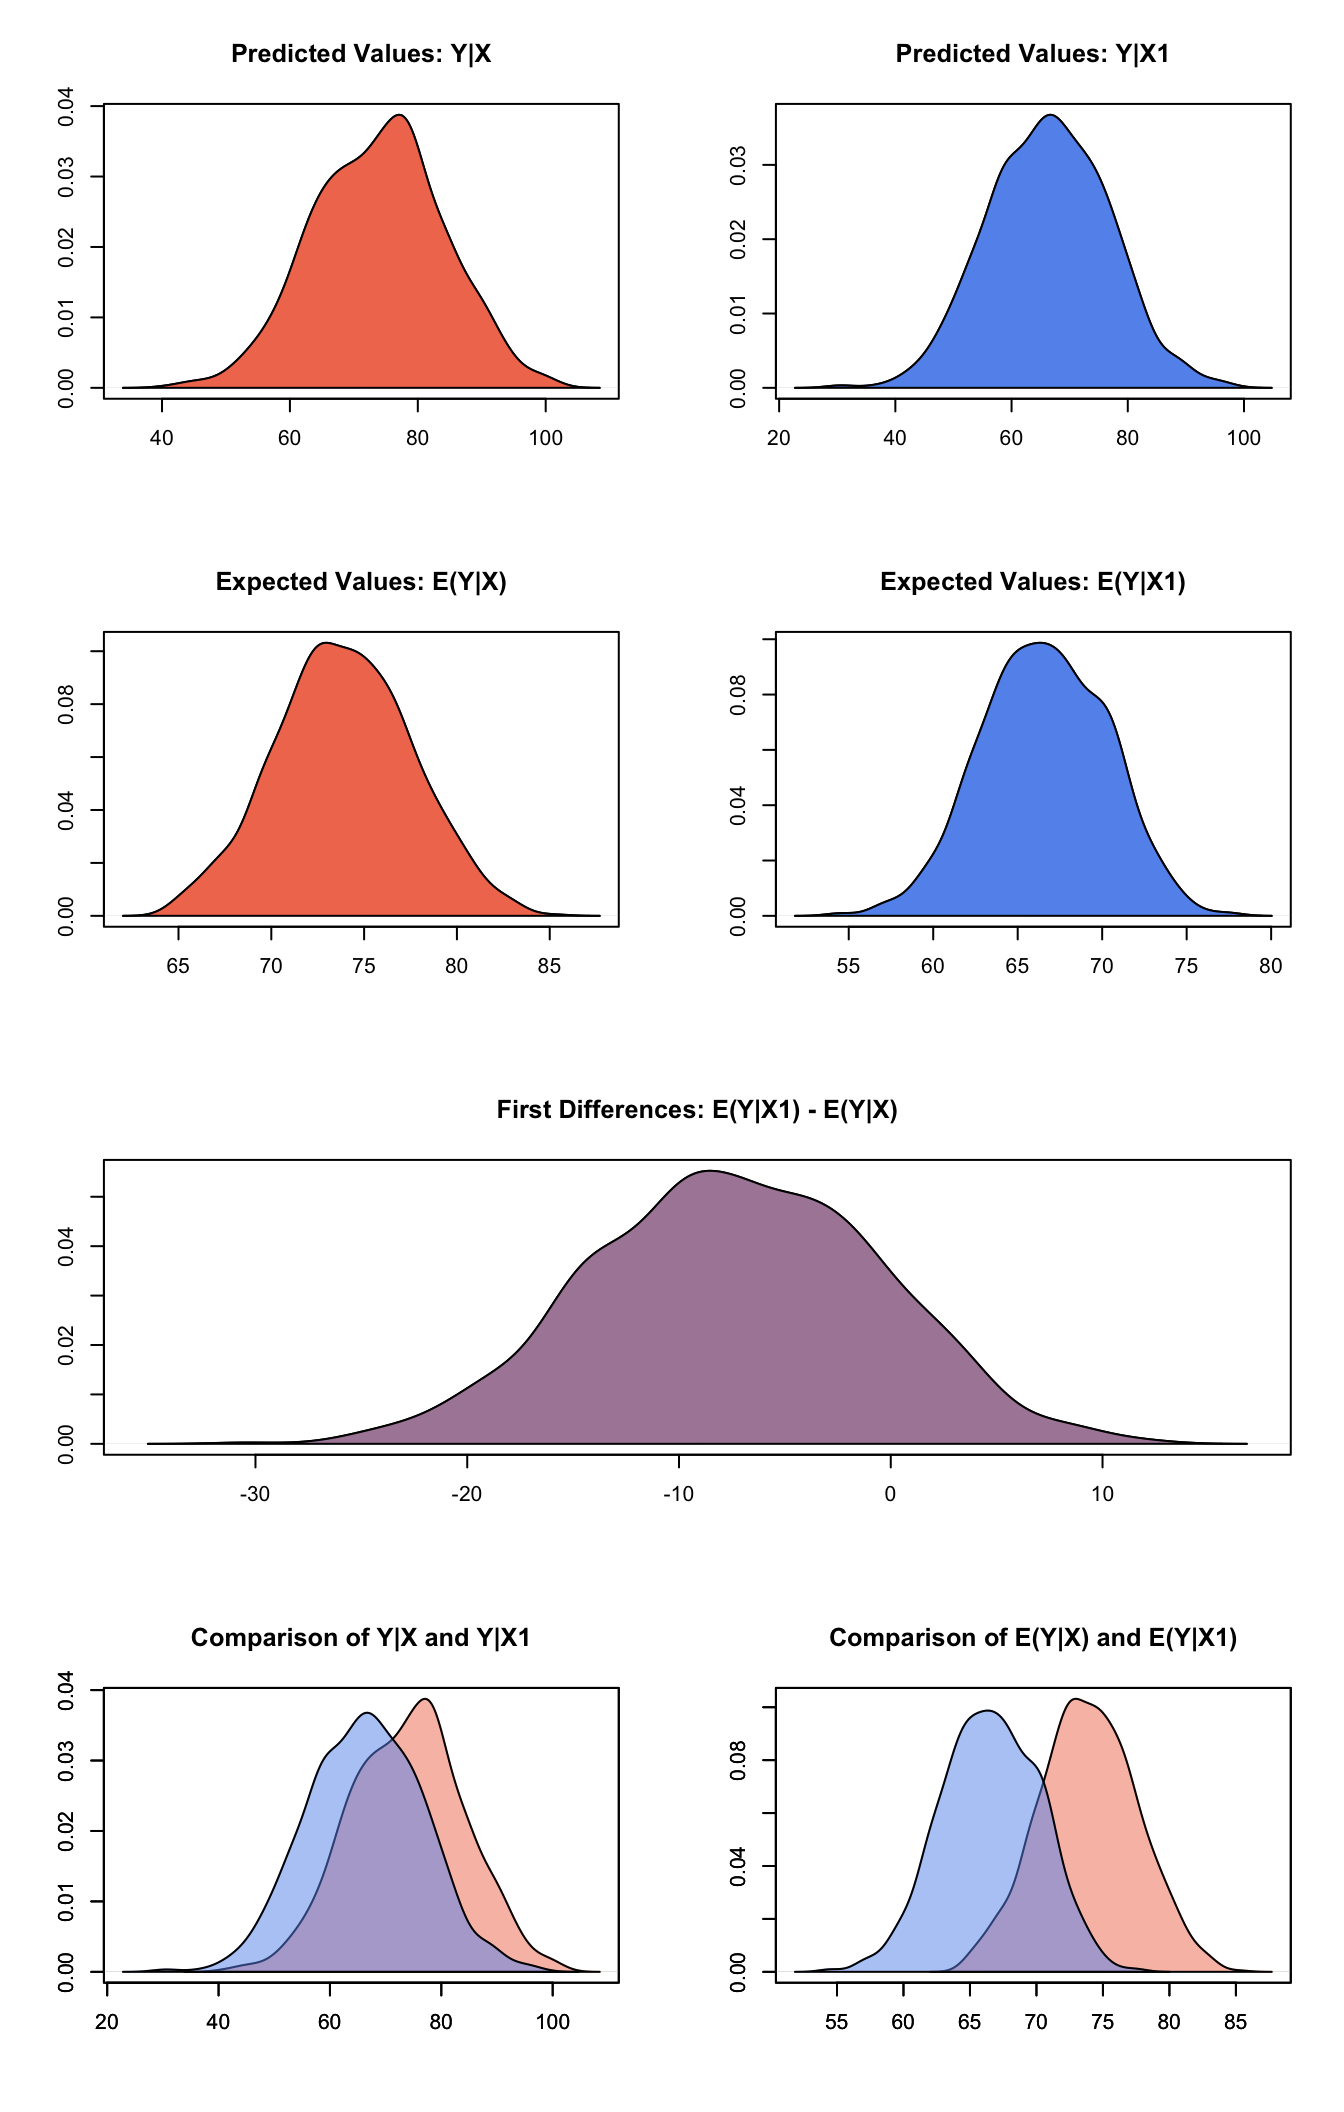 Predicted Values: Y|X
0.04
0.03
0.02
0.01
0.00
40 60 80 100
Predicted Values: Y|X1
0.03
0.02
0.01
0.00
20 40 60 80 100
Expected Values: E(Y|X)
0.08
0.04
0.00
65 70 75 80 85
Expected Values: E(Y|X1)
0.08
0.04
0.00
55 60 65 70 75 80
First Differences: E(Y|X1) - E(Y|X)
0.04
0.02
0.00
-30 -20 -10 0 10
Comparison of Y|X and Y|X1
0.04
0.03
0.02
0.01
0.00
20 40 60 80 100
Comparison of E(Y|X) and E(Y|X1)
0.08
0.04
0.00
55 60 65 70 75 80 85